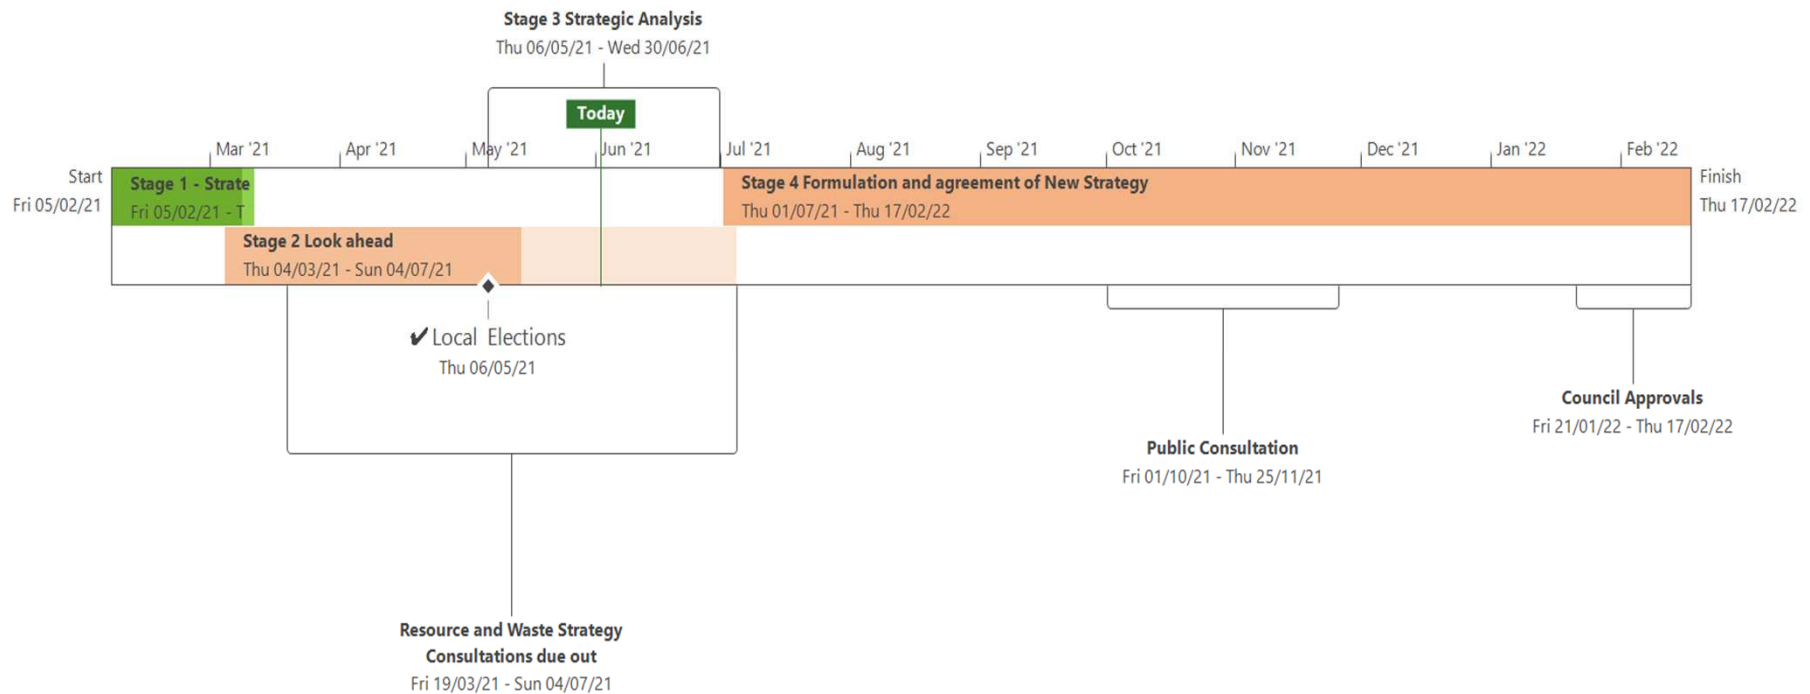 Stage 3 Strategic Analysis
Thu 06/05/21 - Wed 30/06/21
Today
Mar '21 Apr '21 May '21 Jun '21 Jul '21 Aug '21 Sep '21 Oct '21 Nov '21 Dec '21 Jan '22 Feb '22
Start
Fri 05/02/21
Stage 1 - Strate
Fri 05/02/21 - T
Stage 4 Formulation and agreement of New Strategy
Thu 01/07/21 - Thu 17/02/22
Finish
Thu 17/02/22
Stage 2 Look ahead
Thu 04/03/21 - Sun 04/07/21
✔ Local Elections
Thu 06/05/21
Council Approvals
Fri 21/01/22 - Thu 17/02/22
Public Consultation
Fri 01/10/21 - Thu 25/11/21
Resource and Waste Strategy
Consultations due out
Fri 19/03/21 - Sun 04/07/21